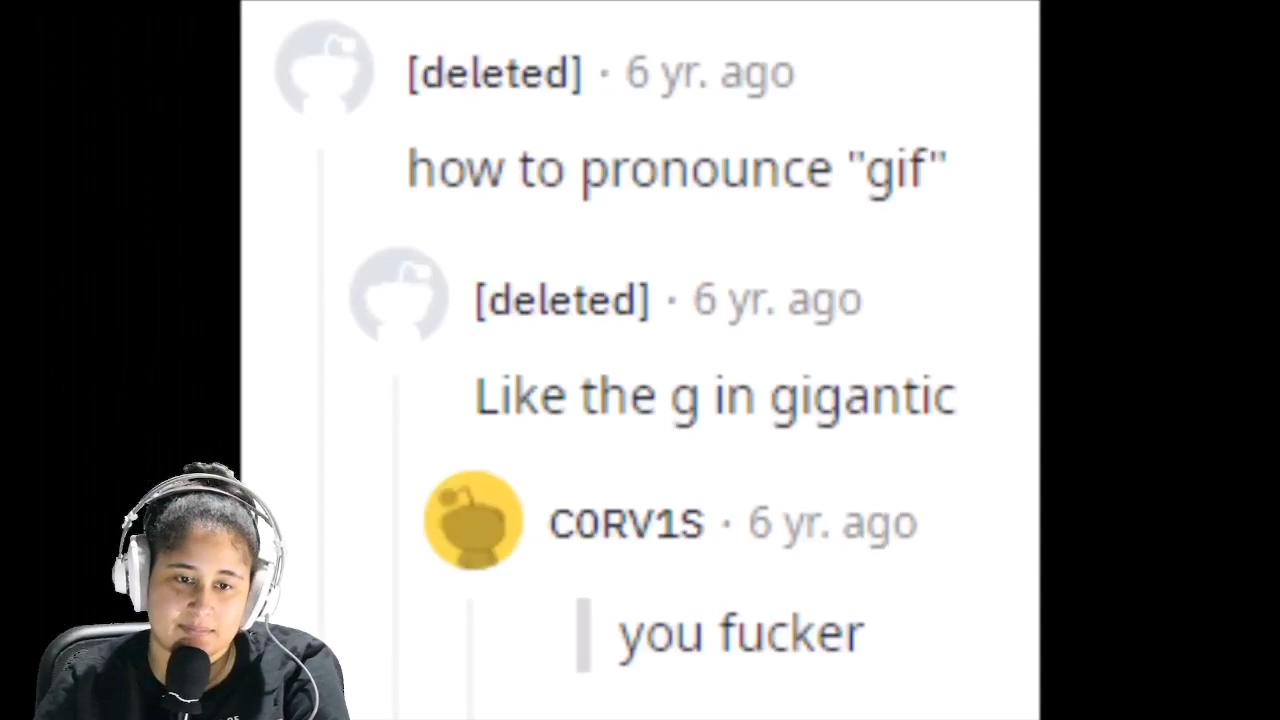 [deleted] · 6 yr. ago
how to pronounce "gif"
[deleted] · 6 yr. ago
Like the g in gigantic
C0RV1S · 6 yr. ago
you fucker